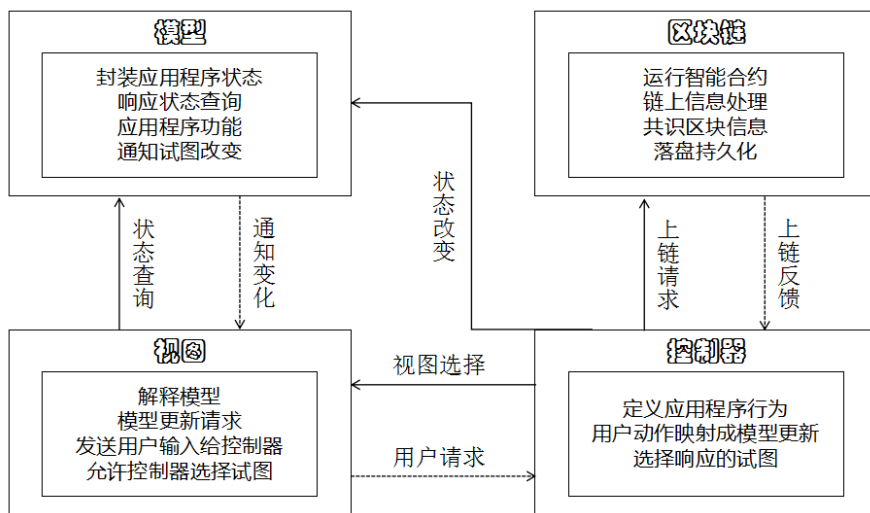 模型
封装应用程序状态
响应状态查询
应用程序功能
通知试图改变
区块链
运行智能合约
链上信息处理
共识区块信息
落盘持久化
状态查询
通知变化
状态改变
上链请求
上链反馈
视图
解释模型
模型更新请求
发送用户输入给控制器
允许控制器选择试图
视图选择
用户请求
控制器
定义应用程序行为
用户动作映射成模型更新
选择响应的试图